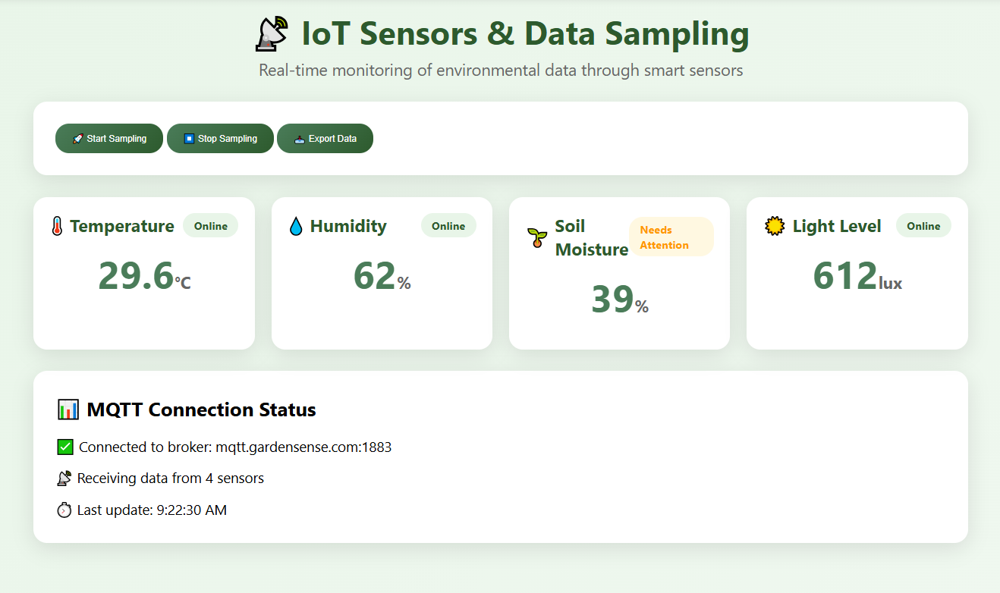 IoT Sensors & Data Sampling
Real-time monitoring of environmental data through smart sensors
Start Sampling
Stop Sampling
Export Data
Temperature
Online
29.6°C
Humidity
Online
62%
Soil
Moisture
Needs
Attention
39%
Light Level
Online
612lux
MQTT Connection Status
Connected to broker: mqtt.gardensense.com:1883
Receiving data from 4 sensors
Last update: 9:22:30 AM